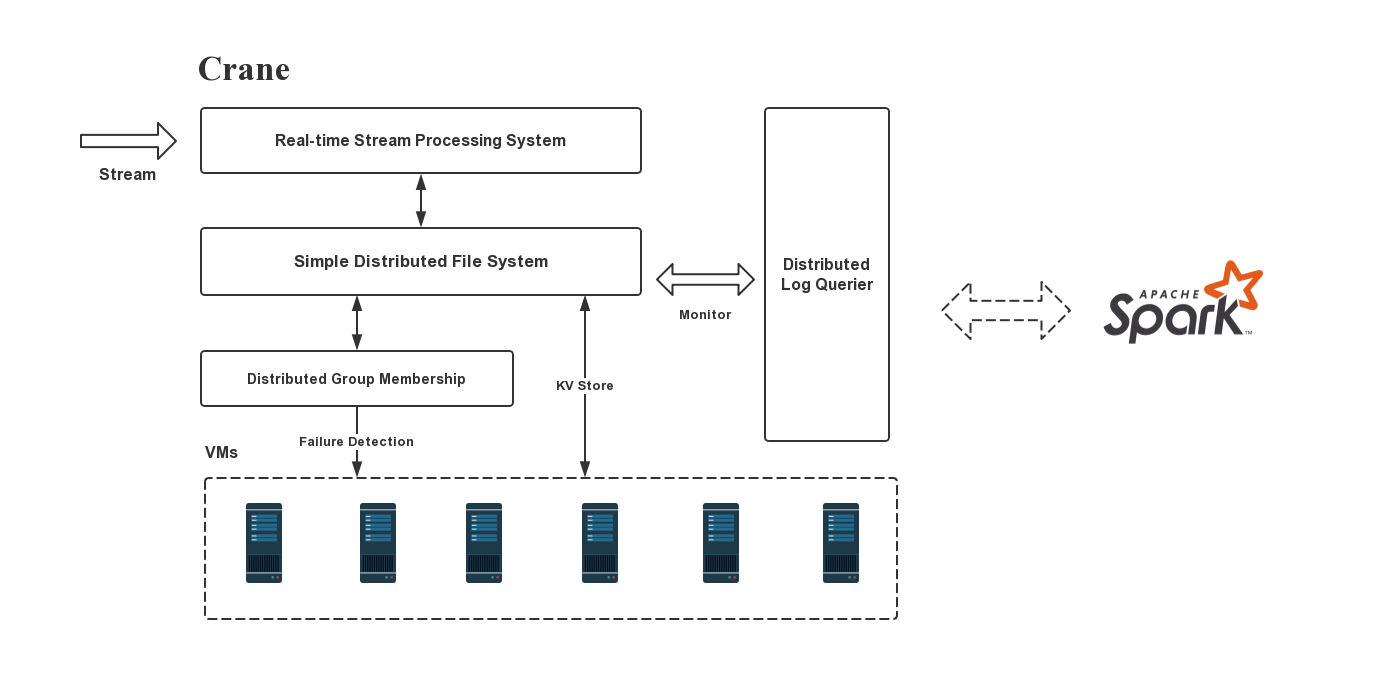 Crane
Real-time Stream Processing System
Stream
Simple Distributed File System
Distributed
Log Querier
Monitor
APACHE
Spark™
Distributed Group Membership
KV Store
Failure Detection
VMs